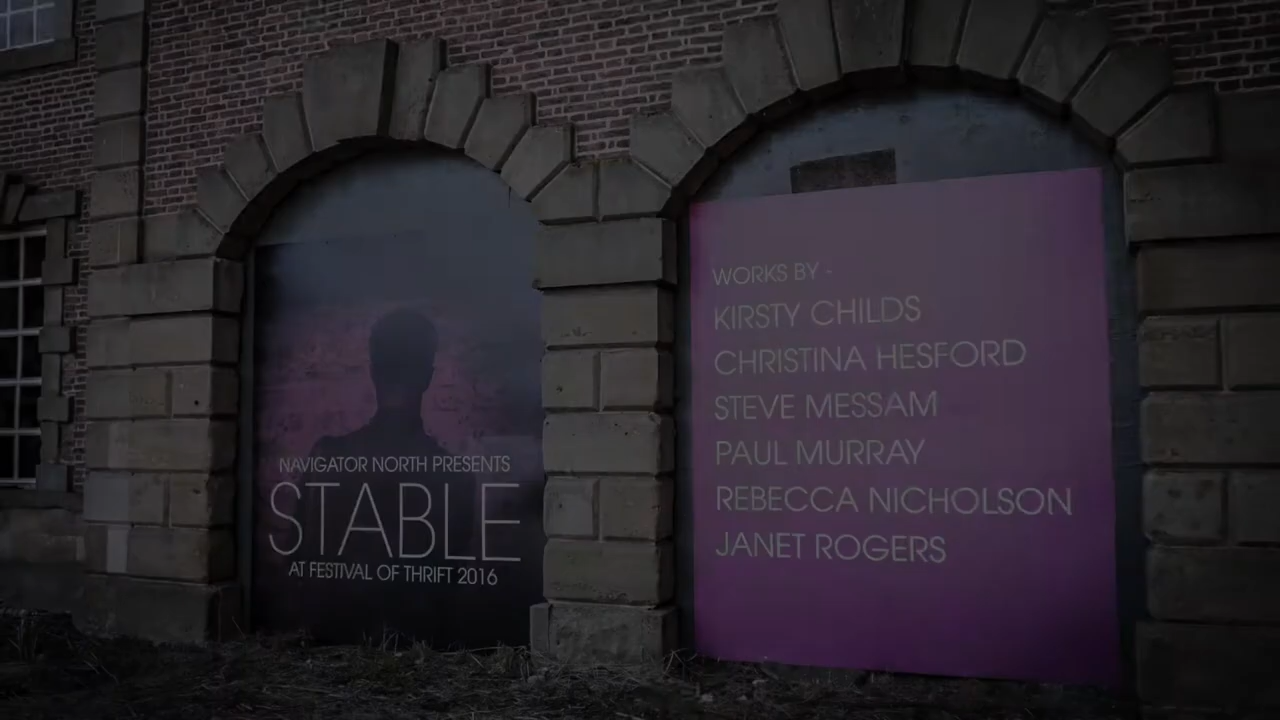 NAVIGATOR NORTH PRESENTS
STABLE
AT FESTIVAL OF THRIFT 2016
WORKS BY -
KIRSTY CHILDS
CHRISTINA HESFORD
STEVE MESSAM
PAUL MURRAY
REBECCA NICHOLSON
JANET ROGERS